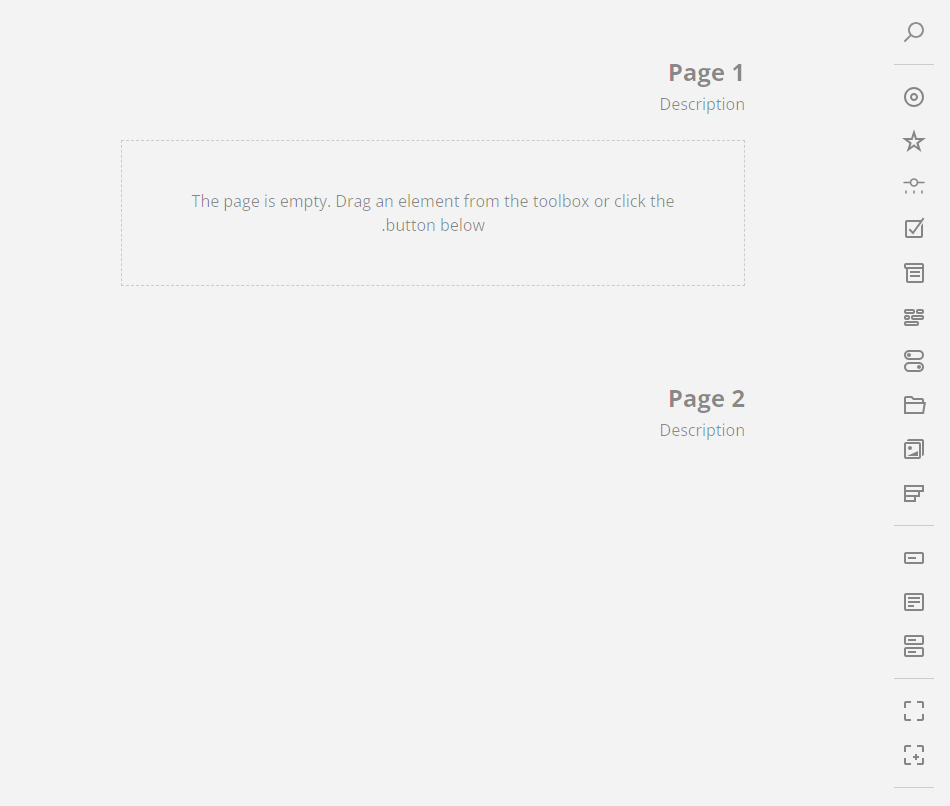 Page 1
Description
The page is empty. Drag an element from the toolbox or click the
.button below
Page 2
Description